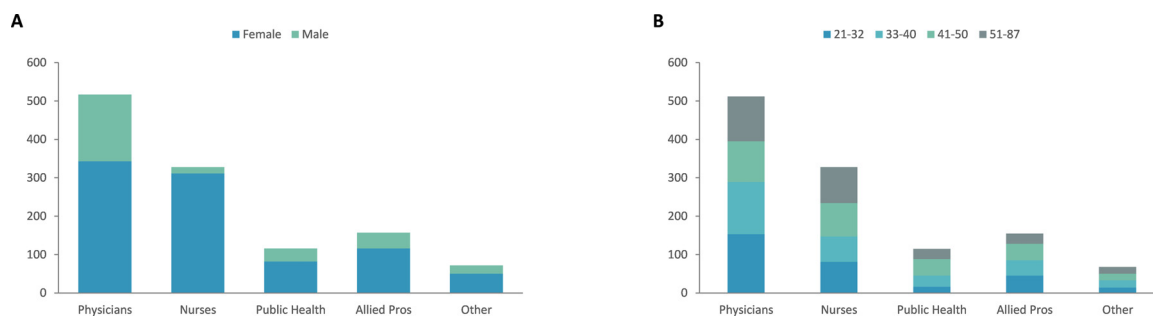 A
Female Male
600
500
400
300
200
100
0
Physicians Nurses Public Health Allied Pros Other
B
21-32 33-40 41-50 51-87
600
500
400
300
200
100
0
Physicians Nurses Public Health Allied Pros Other